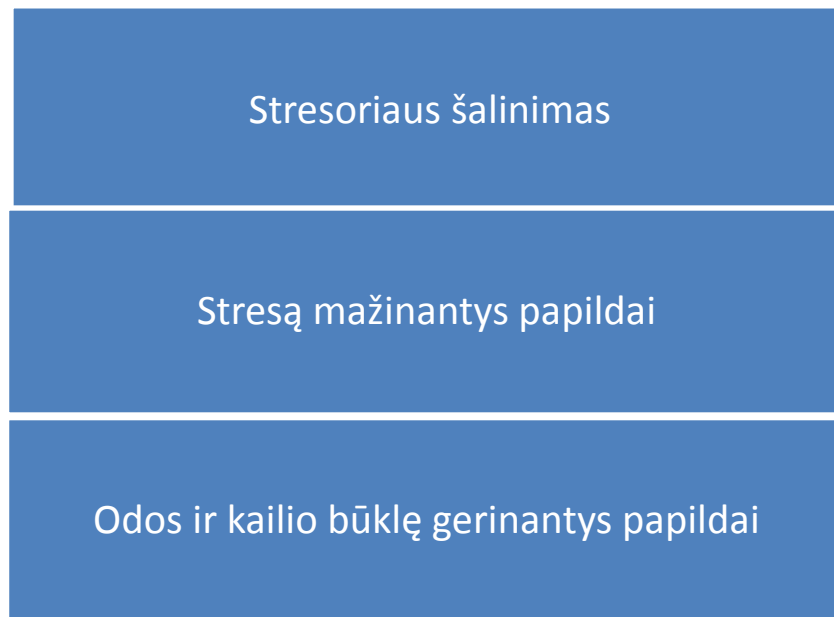 Stresoriaus šalinimas
Stresą mažinantys papildai
Odos ir kailio būklę gerinantys papildai